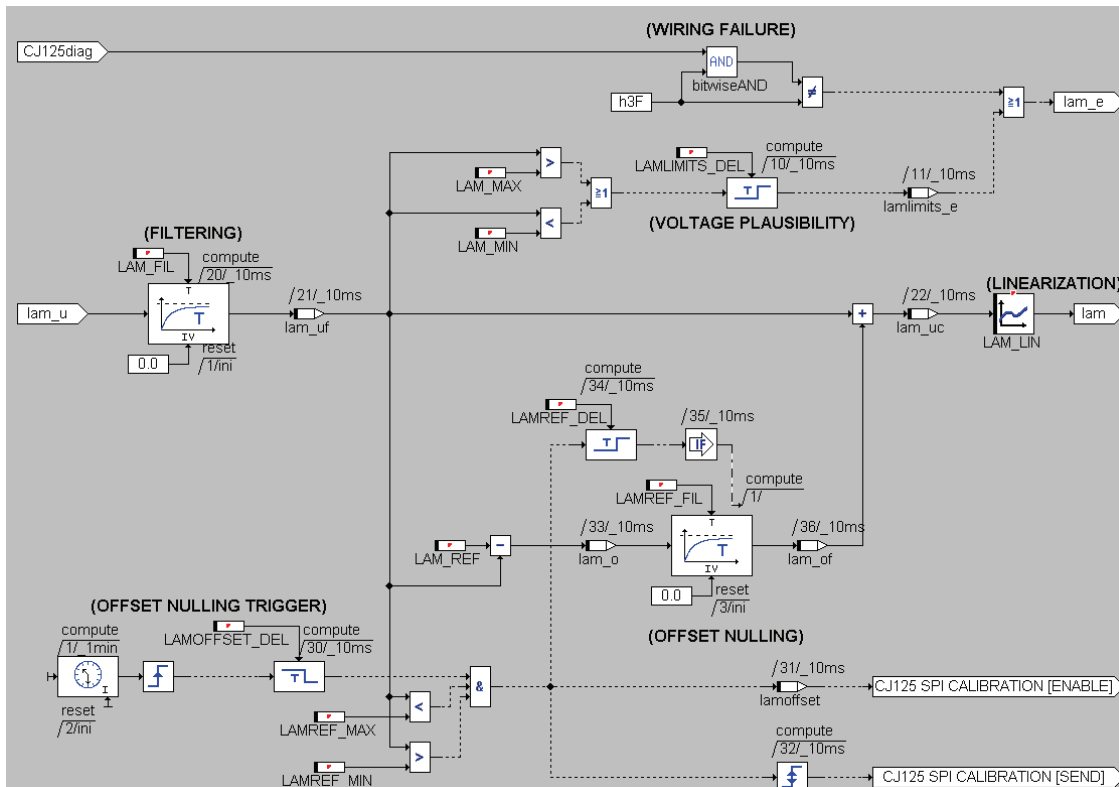 (WIRING FAILURE)
CJ125diag
AND
bitwiseAND
h3F
≠
≧1
lam_e
LAM_MAX
>
LAMLIMITS_DEL
compute
/10/_10ms
T
≧1
/11/_10ms
lamlimits_e
LAM_MIN
<
(VOLTAGE PLAUSIBILITY)
(FILTERING)
LAM_FIL
compute
/20/_10ms
T
T
IV
lam_u
/21/_10ms
lam_uf
0.0
reset
/1/ini
+
/22/_10ms
lam_uc
(LINEARIZATION)
LAM_LIN
lam
compute
/34/_10ms
LAMREF_DEL
T
/35/_10ms
IF
compute
/1/
LAMREF_FIL
T
T
IV
LAM_REF
-
/33/_10ms
lam_o
/36/_10ms
lam_of
0.0
reset
/3/ini
(OFFSET NULLING TRIGGER)
(OFFSET NULLING)
compute
/1/_1min
I
reset
/2/ini
LAMOFFSET_DEL
compute
/30/_10ms
T
&
LAMREF_MAX
<
LAMREF_MIN
>
/31/_10ms
lamoffset
CJ125 SPI CALIBRATION [ENABLE]
compute
/32/_10ms
CJ125 SPI CALIBRATION [SEND]